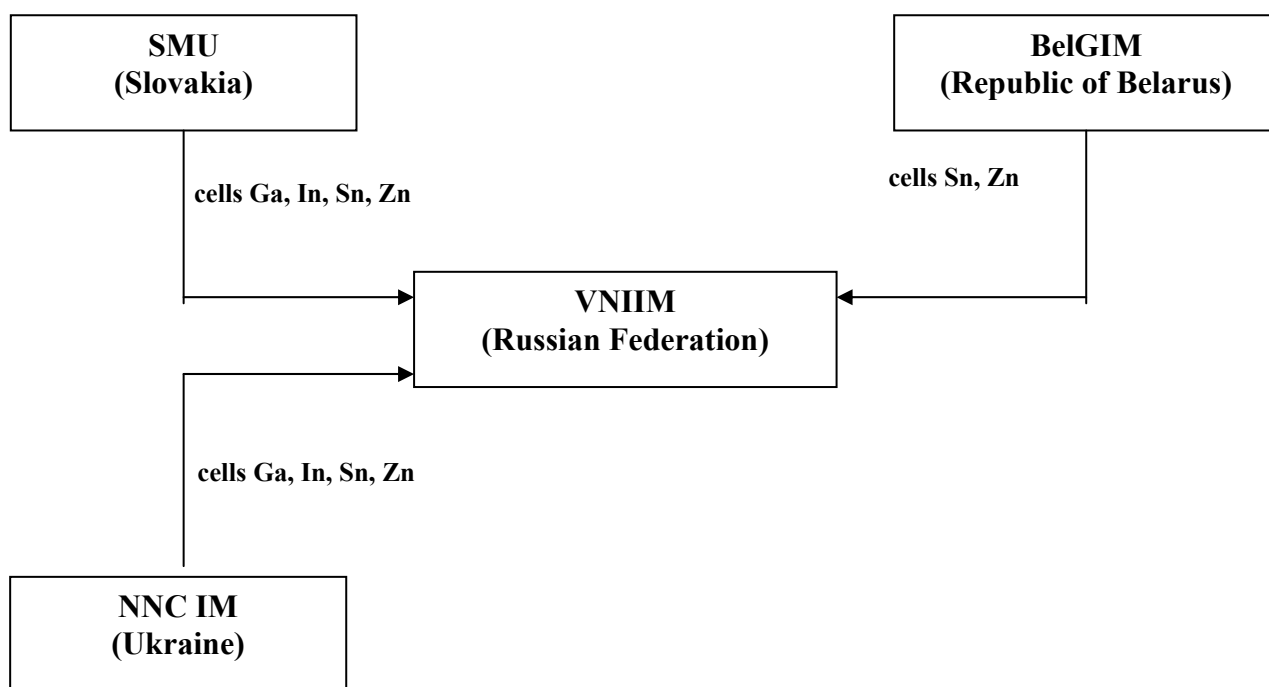 SMU
(Slovakia)
BelGIM
(Republic of Belarus)
cells Ga, In, Sn, Zn
cells Sn, Zn
VNIIM
(Russian Federation)
cells Ga, In, Sn, Zn
NNC IM
(Ukraine)